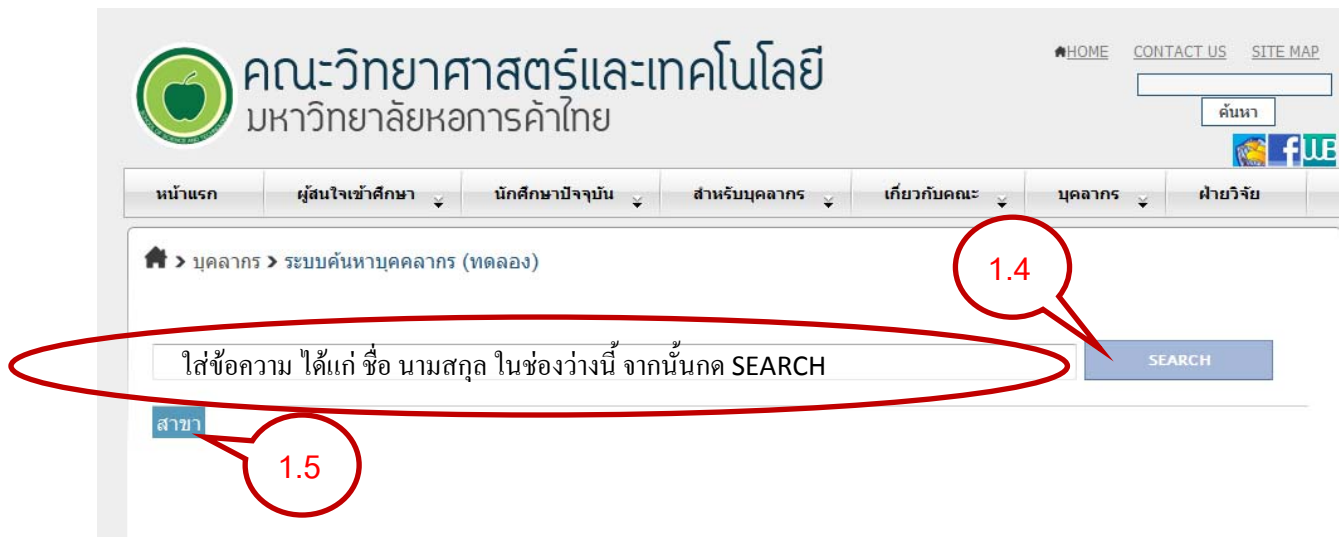 คณะวิทยาศาสตร์และเทคโนโลยี
มหาวิทยาลัยหอการค้าไทย
HOME CONTACT US SITE MAP
ค้นหา
หน้าแรก ผู้สนใจเข้าศึกษา นักศึกษาปัจจุบัน สำหรับบุคลากร เกี่ยวกับคณะ บุคลากร ฝ่ายวิจัย
> บุคลากร > ระบบค้นหาบุคคลากร (ทดลอง)
1.4
ใส่ข้อความ ได้แก่ ชื่อ นามสกุล ในช่องว่างนี้ จากนั้นกด SEARCH
SEARCH
สาขา
1.5